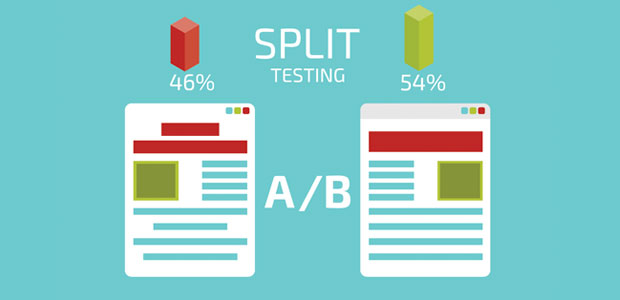 SPLIT
TESTING
46%
54%
A/B